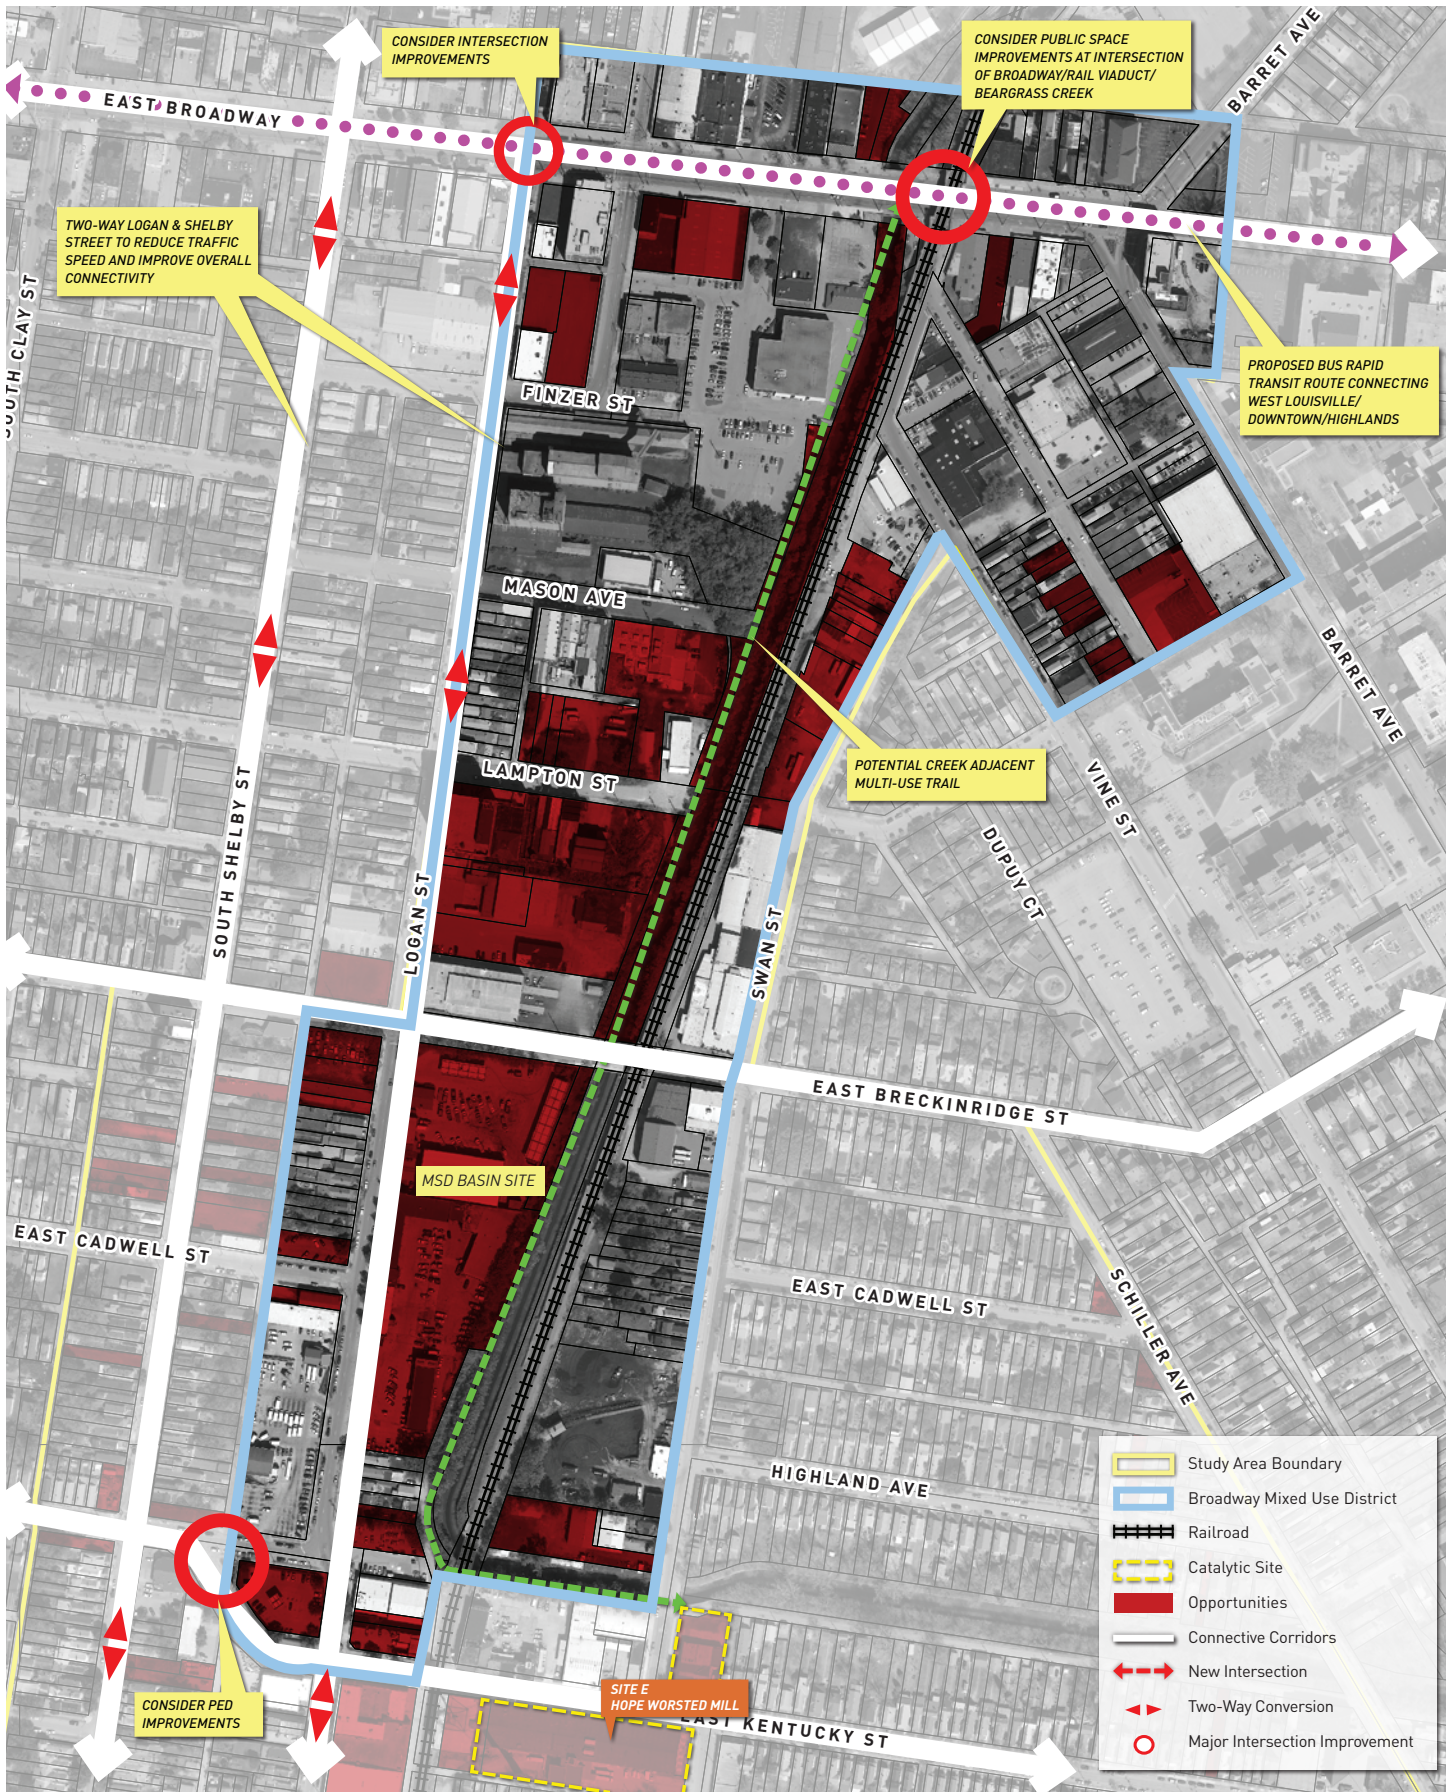 CONSIDER INTERSECTION
IMPROVEMENTS
CONSIDER PUBLIC SPACE
IMPROVEMENTS AT INTERSECTION
OF BROADWAY/RAIL VIADUCT/
BEARGRASS CREEK
BARRET AVE
EAST BROADWAY
TWO-WAY LOGAN & SHELBY
STREET TO REDUCE TRAFFIC
SPEED AND IMPROVE OVERALL
CONNECTIVITY
SOUTH CLAY ST
PROPOSED BUS RAPID
TRANSIT ROUTE CONNECTING
WEST LOUISVILLE/
DOWNTOWN/HIGHLANDS
FINZER ST
MASON AVE
BARRET AVE
POTENTIAL CREEK ADJACENT
MULTI-USE TRAIL
LAMPTON ST
VINE ST
DUPUY CT
SOUTH SHELBY ST
LOGAN ST
SWAN ST
EAST BRECKINRIDGE ST
MSD BASIN SITE
EAST CADWELL ST
EAST CADWELL ST
SCHILLER AVE
HIGHLAND AVE
Study Area Boundary
Broadway Mixed Use District
Railroad
Catalytic Site
Opportunities
Connective Corridors
New Intersection
Two-Way Conversion
Major Intersection Improvement
CONSIDER PED
IMPROVEMENTS
SITE E
HOPE WORSTED MILL
EAST KENTUCKY ST